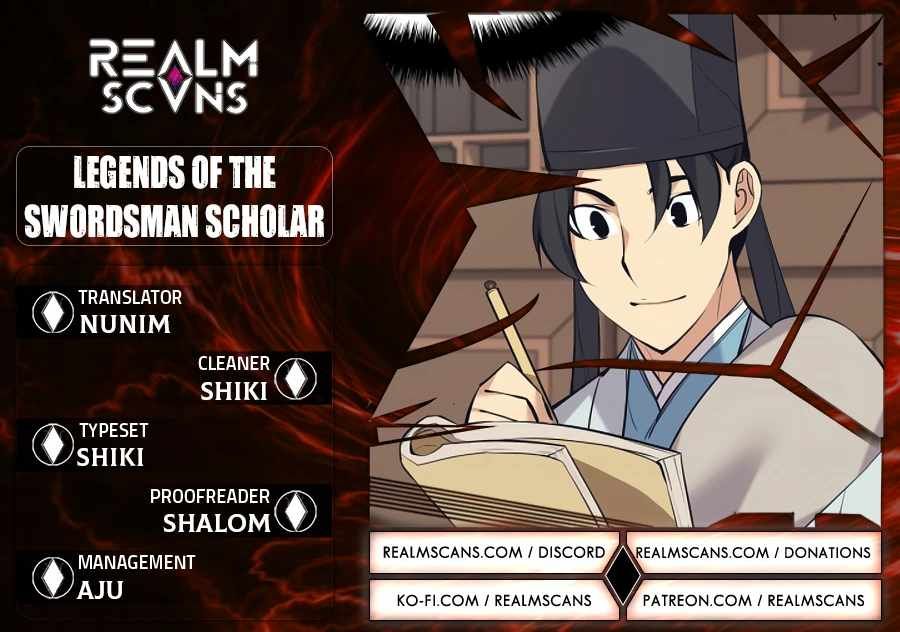 REALM
SCANS
LEGENDS OF THE
SWORDSMAN SCHOLAR
TRANSLATOR
NUNIM
CLEANER
SHIKI
TYPESET
SHIKI
PROOFREADER
SHALOM
MANAGEMENT
AJU
REALMSCANS.COM / DISCORD
REALMSCANS.COM / DONATIONS
KO-FI.COM / REALMSCANS
PATREON.COM / REALMSCANS